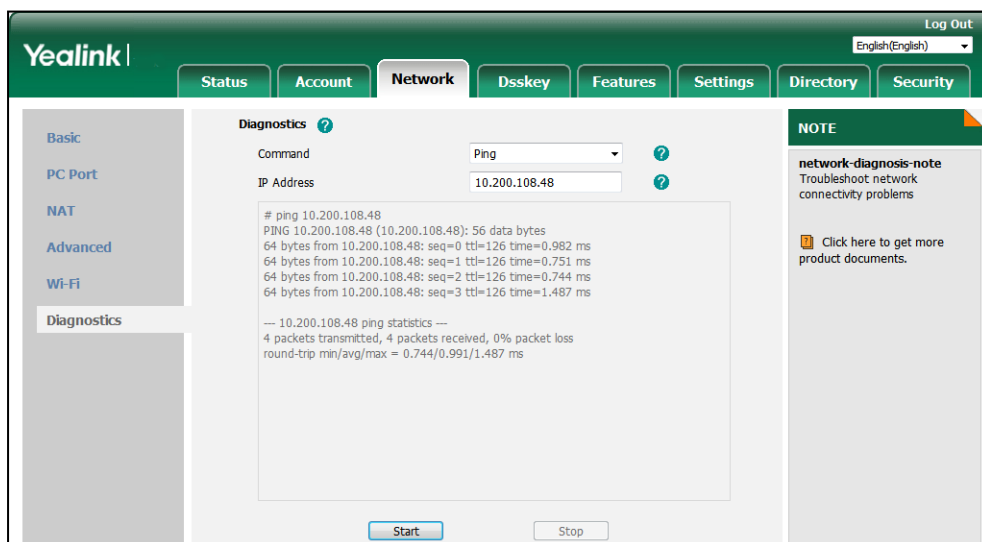 Log Out
Yealink
English(English)
Status Account Network Dsskey Features Settings Directory Security
Basic
PC Port
NAT
Advanced
Wi-Fi
Diagnostics
Diagnostics ?
Command Ping ?
IP Address 10.200.108.48 ?
# ping 10.200.108.48
PING 10.200.108.48 (10.200.108.48): 56 data bytes
64 bytes from 10.200.108.48: seq=0 ttl=126 time=0.982 ms
64 bytes from 10.200.108.48: seq=1 ttl=126 time=0.751 ms
64 bytes from 10.200.108.48: seq=2 ttl=126 time=0.744 ms
64 bytes from 10.200.108.48: seq=3 ttl=126 time=1.487 ms
--- 10.200.108.48 ping statistics ---
4 packets transmitted, 4 packets received, 0% packet loss
round-trip min/avg/max = 0.744/0.991/1.487 ms
Start Stop
NOTE
network-diagnosis-note
Troubleshoot network
connectivity problems
? Click here to get more
product documents.